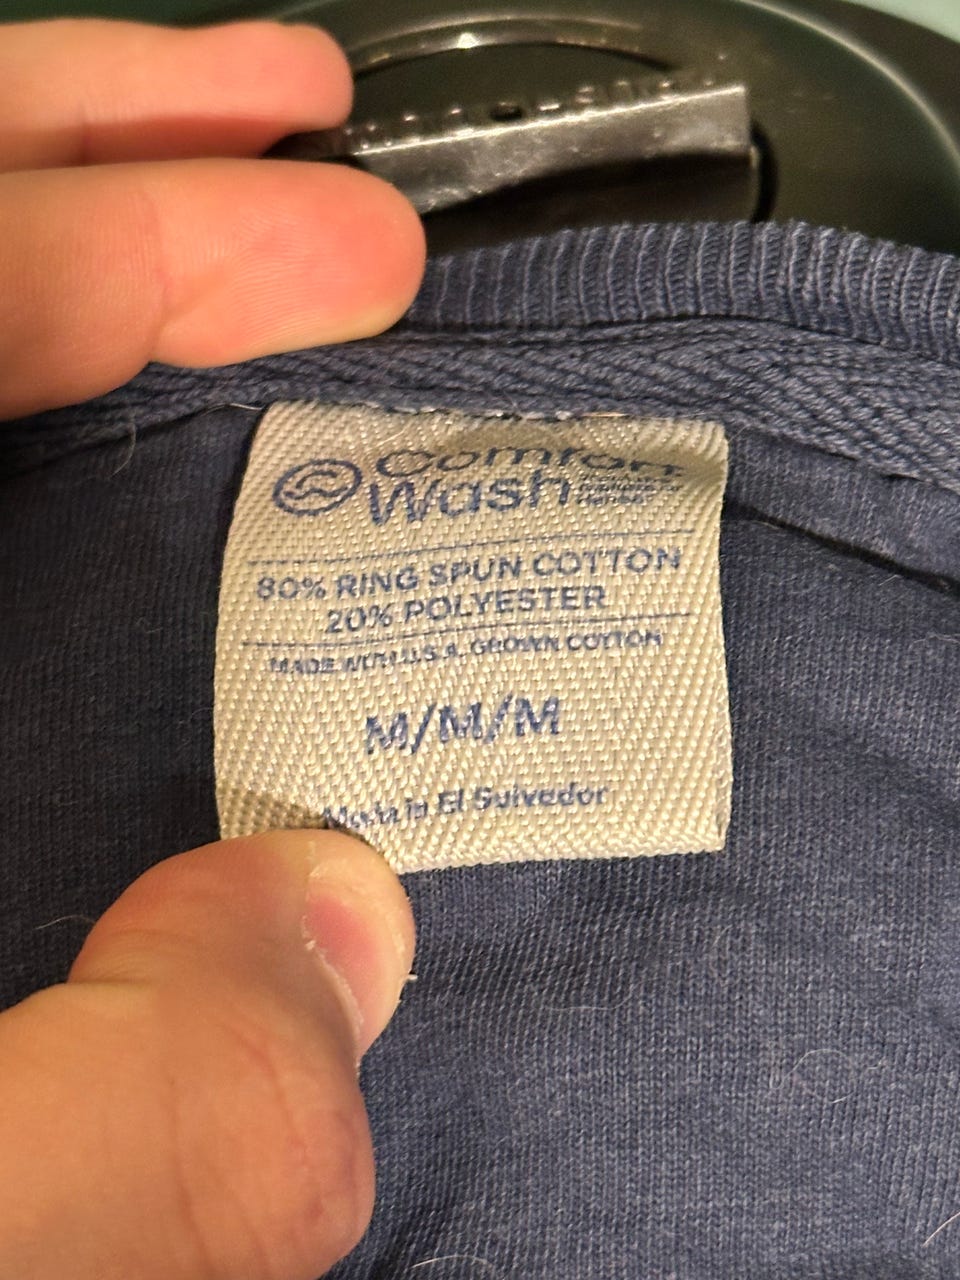 Comfort
Wash
80% RING SPUN COTTON
20% POLYESTER
MADE WITH U.S.A. GROWN COTTON
M/M/M
Made in El Salvador